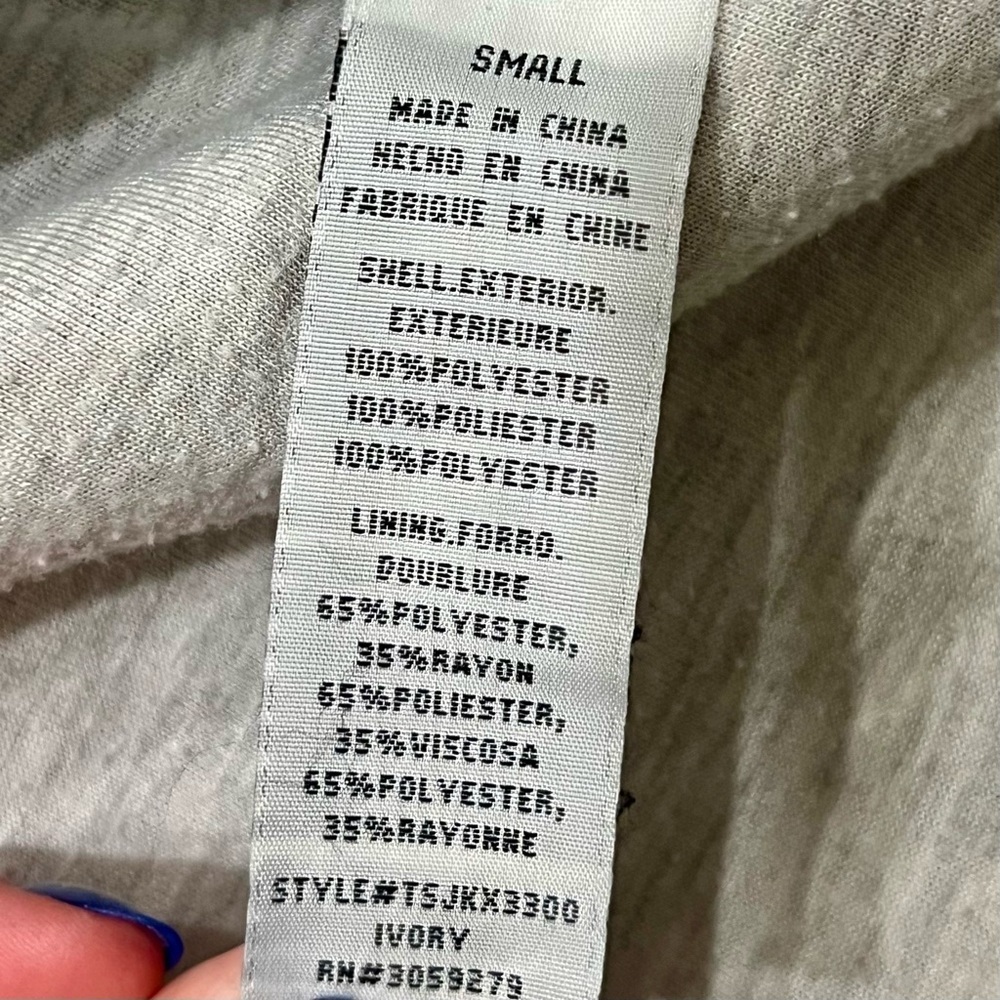 SMALL
MADE IN CHINA
HECHO EN CHINA
FABRIQUE EN CHINE
SHELL.EXTERIOR.
EXTERIEURE
100%POLYESTER
100%POLIESTER
100%POLYESTER
LINING.FORRO.
DOUBLURE
65%POLYESTER,
35%RAYON
65%POLIESTER,
35%VISCOSA
65%POLYESTER,
35%RAYONNE
STYLE#TSJKX3300
IVORY
RN#3059279